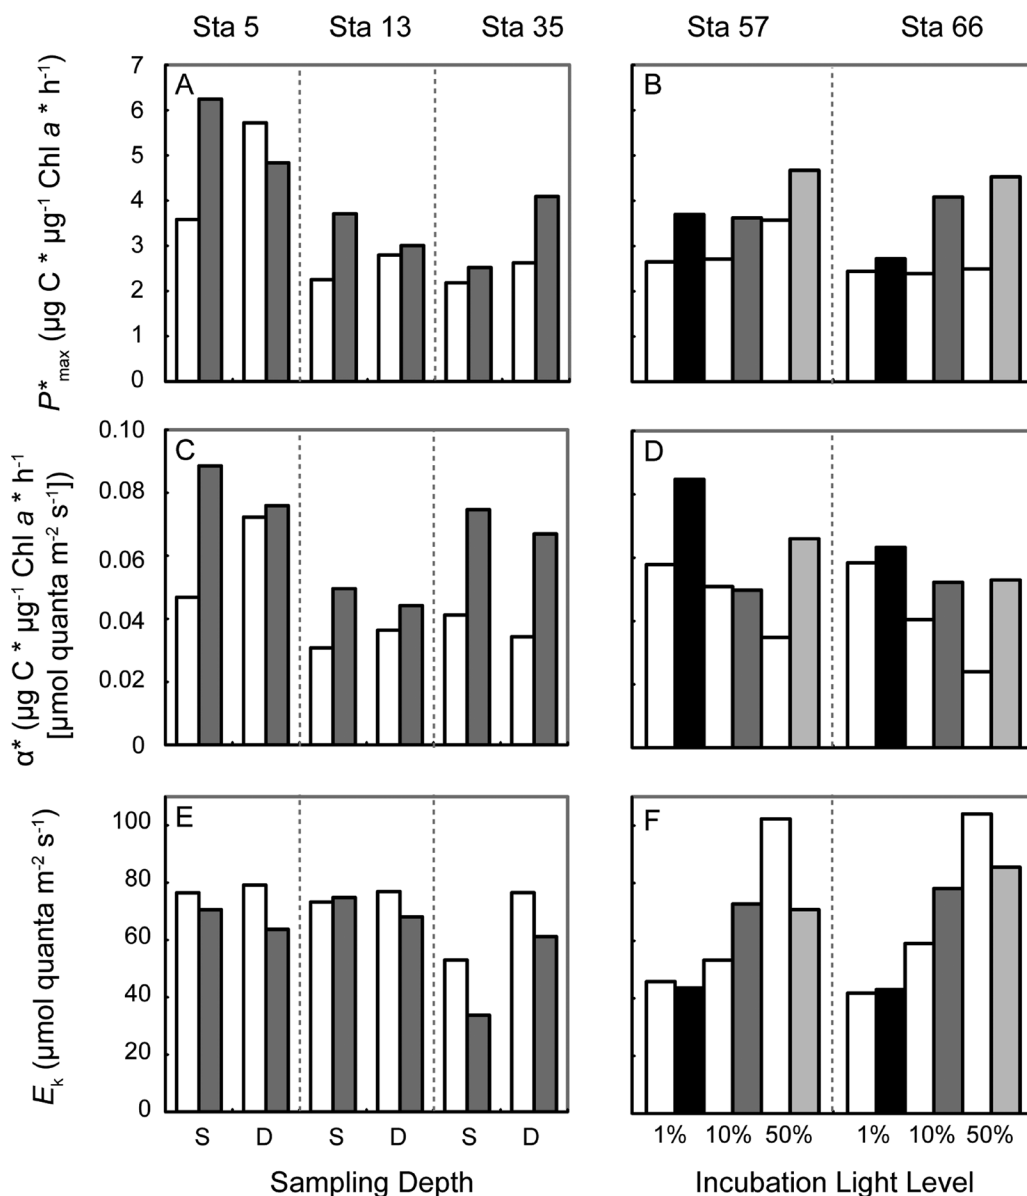 Sta 5 Sta 13 Sta 35 Sta 57 Sta 66
A
B
P*max (µg C * µg-1 Chl a * h-1)
7
6
5
4
3
2
1
0
C
D
α* (µg C * µg-1 Chl a * h-1
[µmol quanta m-2 s-1])
0.10
0.08
0.06
0.04
0.02
0
E
F
Ek (µmol quanta m-2 s-1)
100
80
60
40
20
0
S D S D S D
1% 10% 50% 1% 10% 50%
Sampling Depth
Incubation Light Level